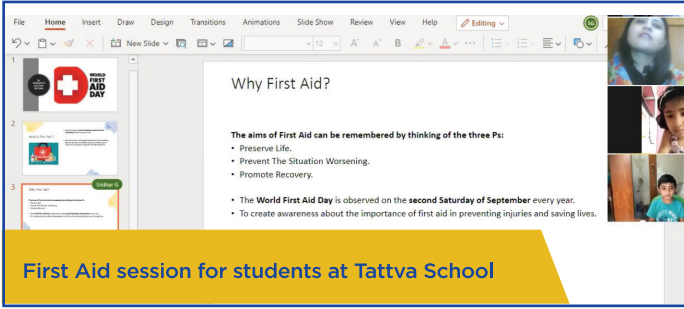 File Home Insert Draw Design Transitions Animations Slide Show Review View Help Editing SG
New Slide 12 A A B A
1
WORLD
FIRST
AID
DAY
2
3
Why First Aid?
Sridhar G
Why First Aid?
The aims of First Aid can be remembered by thinking of the three Ps:
• Preserve Life.
• Prevent The Situation Worsening.
• Promote Recovery.
• The World First Aid Day is observed on the second Saturday of September every year.
• To create awareness about the importance of first aid in preventing injuries and saving lives.
First Aid session for students at Tattva School